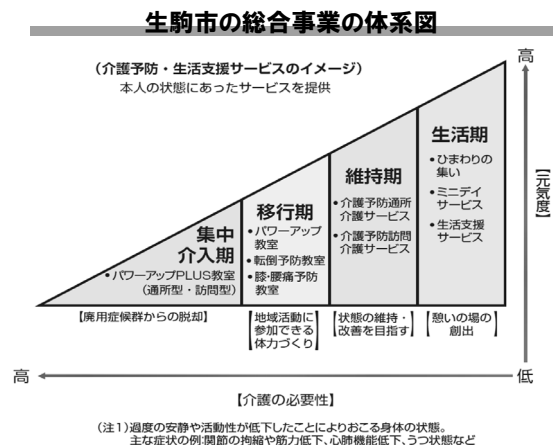 生駒市の総合事業の体系図
（介護予防・生活支援サービスのイメージ）
本人の状態にあったサービスを提供
高
【元気度】
集中
介入期
•パワーアップPLUS教室
（通所型・訪問型）
移行期
•パワーアップ
教室
•転倒予防教室
•膝・腰痛予防
教室
維持期
•介護予防通所
介護サービス
•介護予防訪問
介護サービス
生活期
•ひまわりの
集い
•ミニデイ
サービス
•生活支援
サービス
【廃用症候群からの脱却】
【地域活動に
参加できる
体力づくり】
【状態の維持・
改善を目指す】
【憩いの場の
創出】
高
低
【介護の必要性】
（注1）過度の安静や活動性が低下したことによりおこる身体の状態。
主な症状の例:関節の拘縮や筋力低下、心肺機能低下、うつ状態など